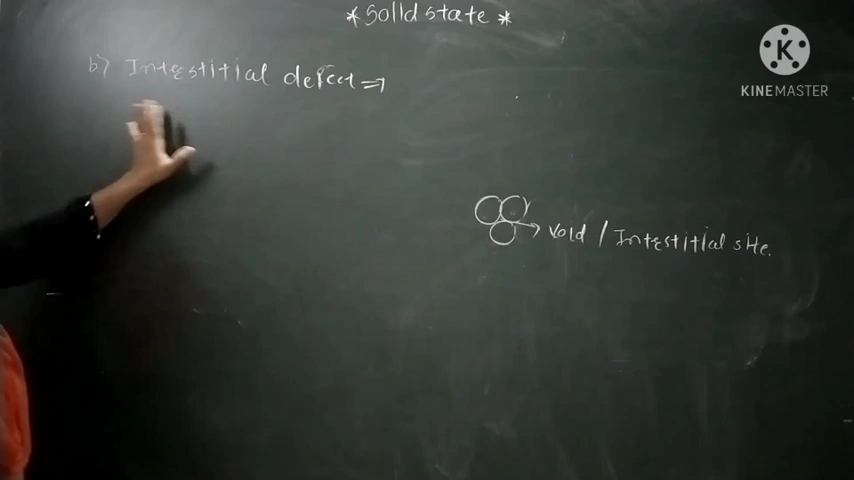 * Solid state *
b) Intestitial defect ⇒
void / Intestitial site.
K
KINEMASTER